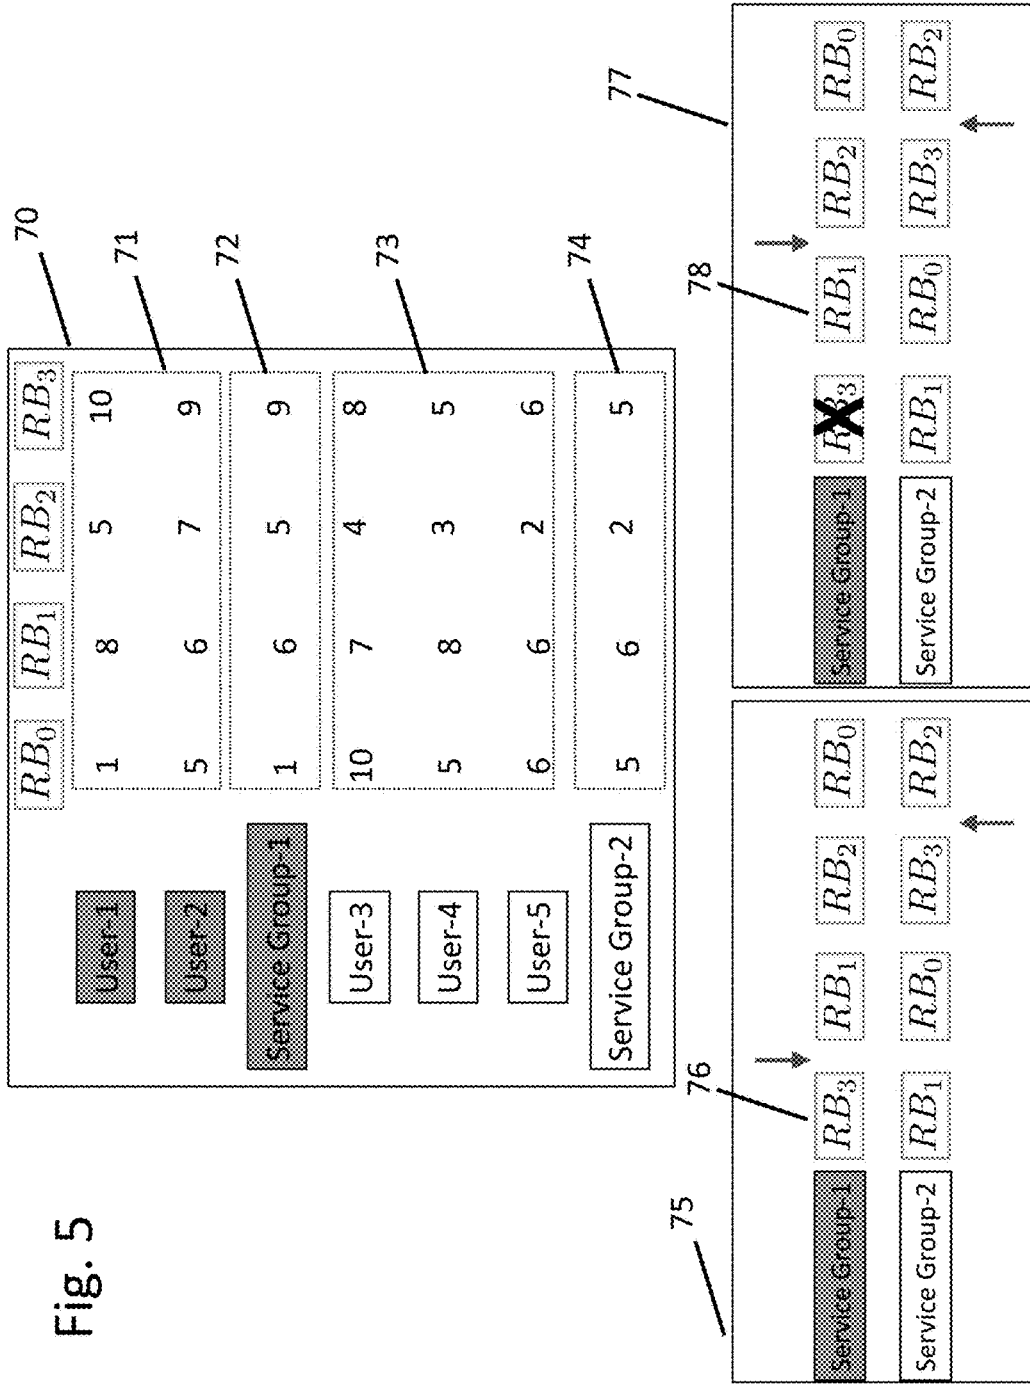 Fig. 5
70
RB₀ RB₁ RB₂ RB₃
User-1 1 8 5 10
71
User-2 5 6 7 9
Service Group-1 1 6 5 9
72
User-3 10 7 4 8
73
User-4 5 8 3 5
User-5 6 6 2 6
Service Group-2 5 6 2 5
74
75
76
Service Group-1 RB₃ RB₁ RB₂ RB₀
Service Group-2 RB₁ RB₀ RB₃ RB₂
77
78
Service Group-1 RB₃ RB₁ RB₂ RB₀
Service Group-2 RB₁ RB₀ RB₃ RB₂